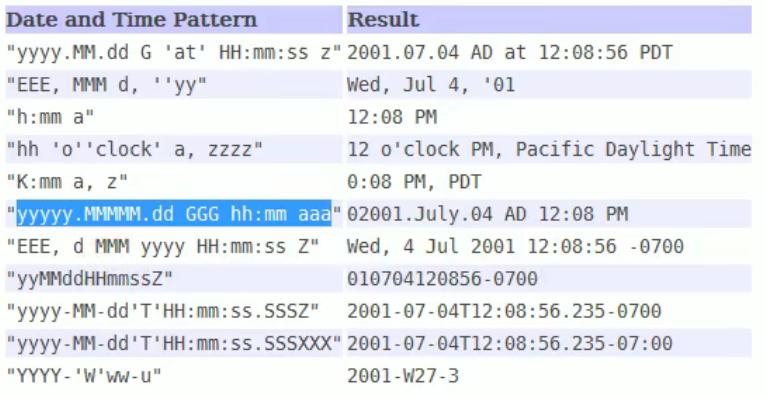 Date and Time Pattern Result
"yyyy.MM.dd G 'at' HH:mm:ss z" 2001.07.04 AD at 12:08:56 PDT
"EEE, MMM d, ''yy" Wed, Jul 4, '01
"h:mm a" 12:08 PM
"hh 'o''clock' a, zzzz" 12 o'clock PM, Pacific Daylight Time
"K:mm a, z" 0:08 PM, PDT
"yyyyy.MMMMM.dd GGG hh:mm aaa" 02001.July.04 AD 12:08 PM
"EEE, d MMM yyyy HH:mm:ss Z" Wed, 4 Jul 2001 12:08:56 -0700
"yyMMddHHmmssZ" 010704120856-0700
"yyyy-MM-dd'T'HH:mm:ss.SSSZ" 2001-07-04T12:08:56.235-0700
"yyyy-MM-dd'T'HH:mm:ss.SSSXXX" 2001-07-04T12:08:56.235-07:00
"YYYY-'W'ww-u" 2001-W27-3